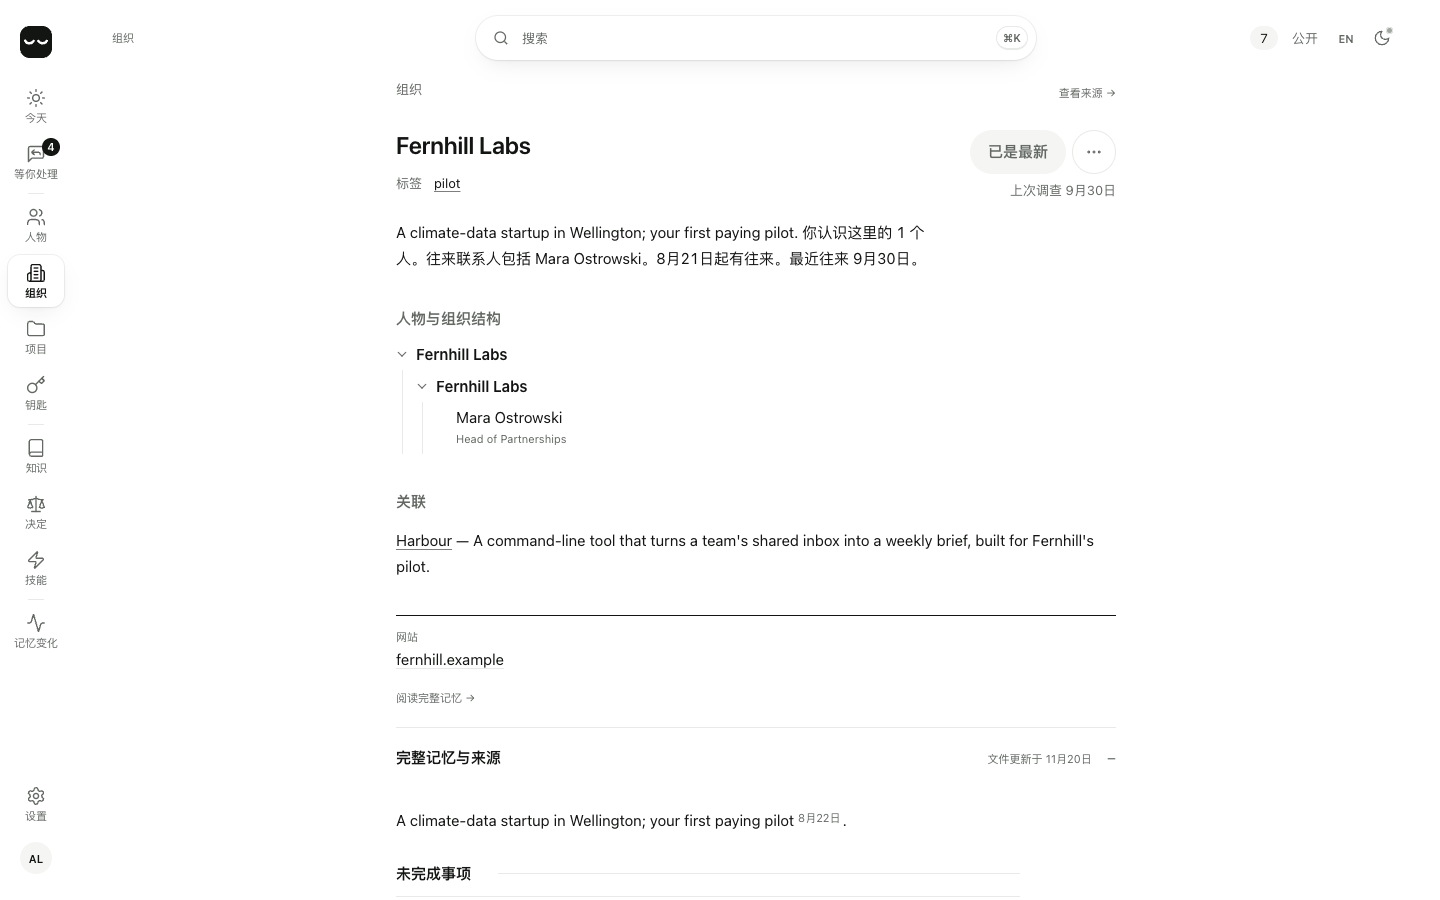 组织
搜索
⌘K
7
公开
EN
今天
4
等你处理
人物
组织
项目
钥匙
知识
决定
技能
记忆变化
设置
AL
组织
查看来源 →
Fernhill Labs
已是最新
标签 pilot
上次调查 9月30日
A climate-data startup in Wellington; your first paying pilot. 你认识这里的 1 个
人。往来联系人包括 Mara Ostrowski。8月21日起有往来。最近往来 9月30日。
人物与组织结构
Fernhill Labs
Fernhill Labs
Mara Ostrowski
Head of Partnerships
关联
Harbour — A command-line tool that turns a team's shared inbox into a weekly brief, built for Fernhill's
pilot.
网站
fernhill.example
阅读完整记忆 →
完整记忆与来源
文件更新于 11月20日 –
A climate-data startup in Wellington; your first paying pilot 8月22日 .
未完成事项